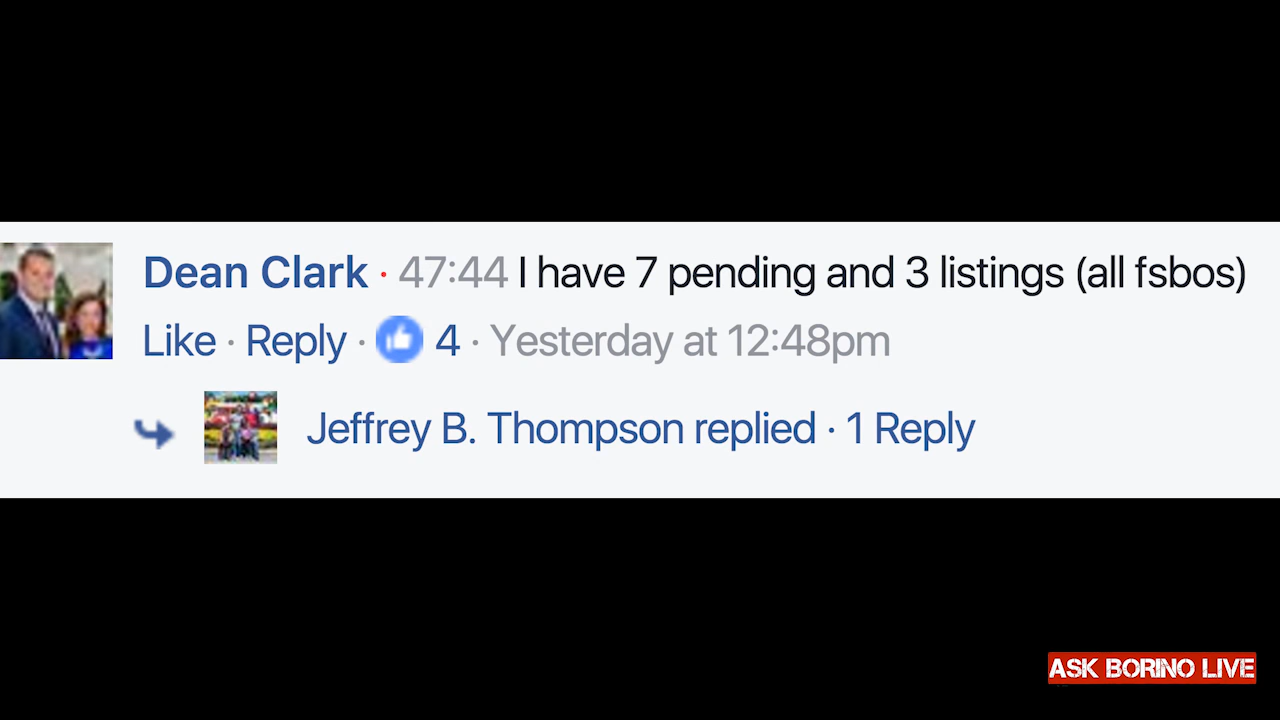 Dean Clark · 47:44 I have 7 pending and 3 listings (all fsbos)
Like · Reply · 4 · Yesterday at 12:48pm
Jeffrey B. Thompson replied · 1 Reply
ASK BORINO LIVE